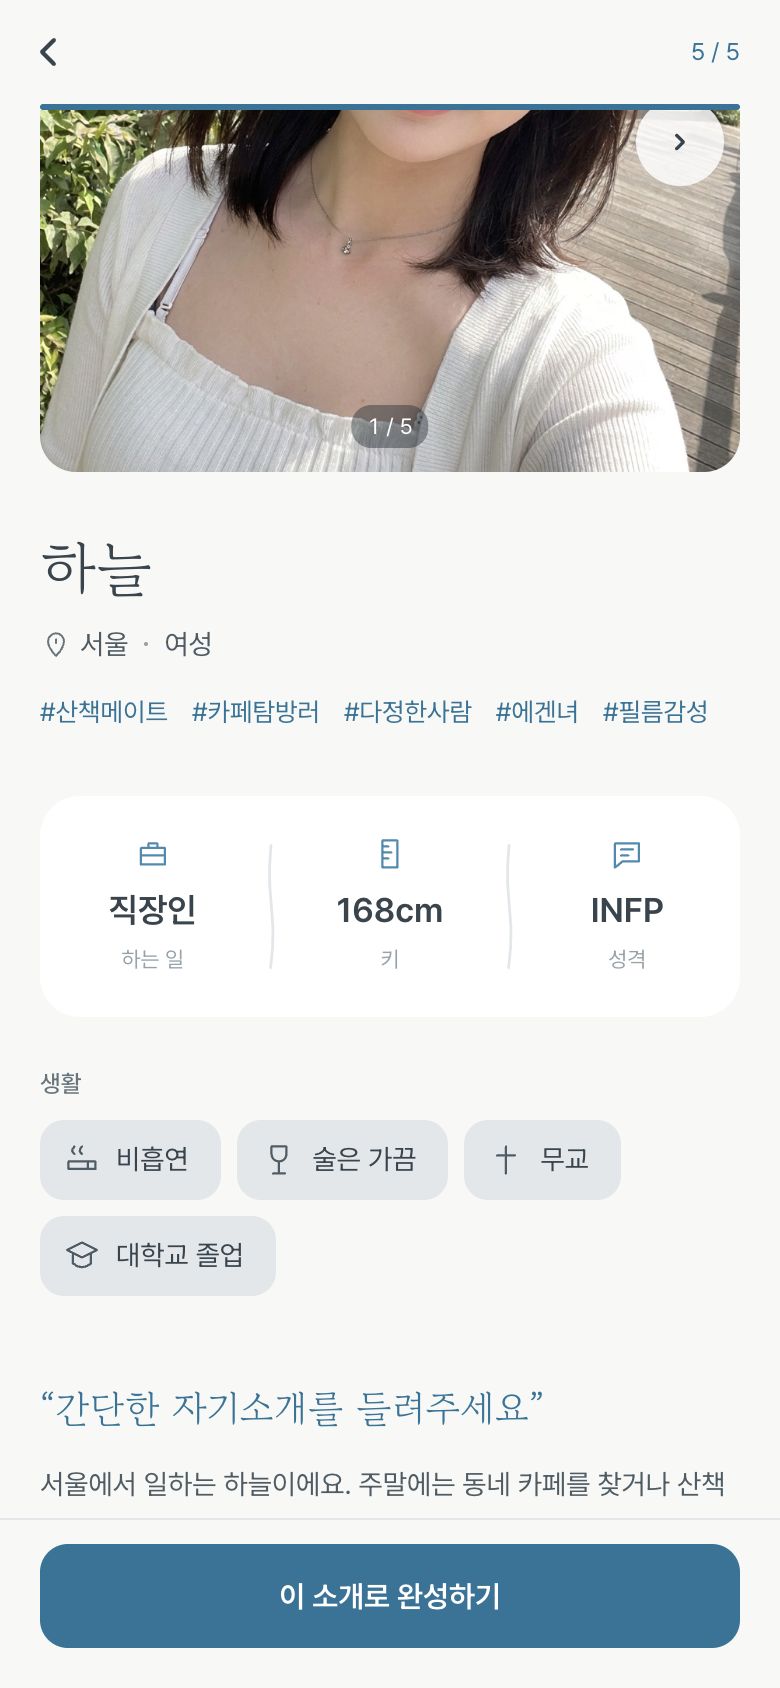 5 / 5
1 / 5
하늘
서울 · 여성
#산책메이트 #카페탐방러 #다정한사람 #에겐녀 #필름감성
직장인 168cm INFP
하는 일 키 성격
생활
비흡연 술은 가끔 무교
대학교 졸업
“간단한 자기소개를 들려주세요”
서울에서 일하는 하늘이에요. 주말에는 동네 카페를 찾거나 산책
이 소개로 완성하기